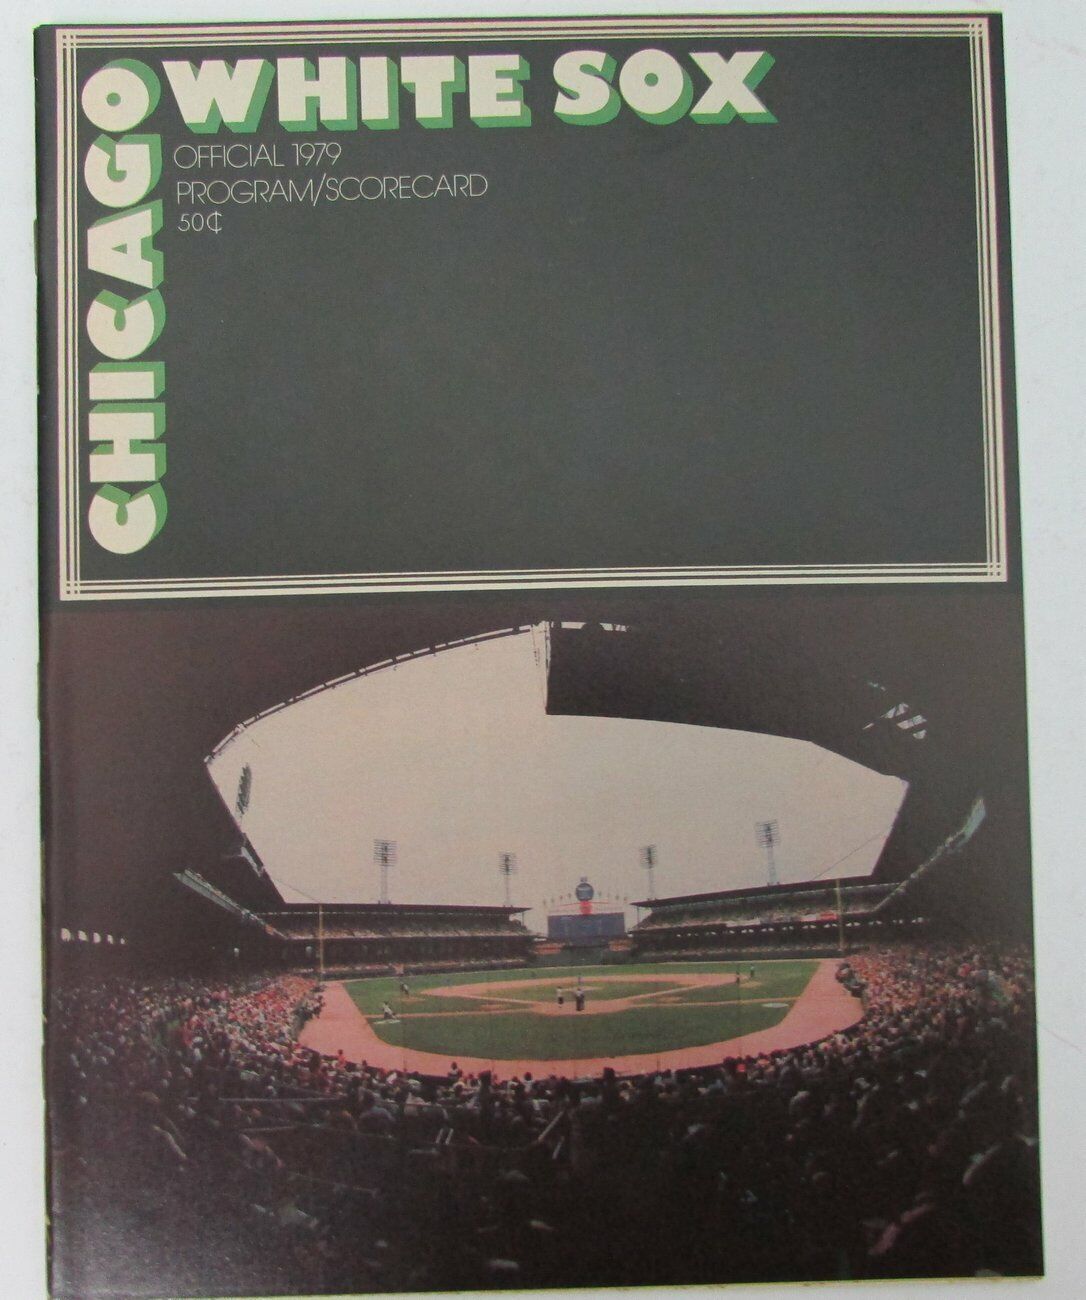 CHICAGO WHITE SOX
OFFICIAL 1979
PROGRAM/SCORECARD
50¢